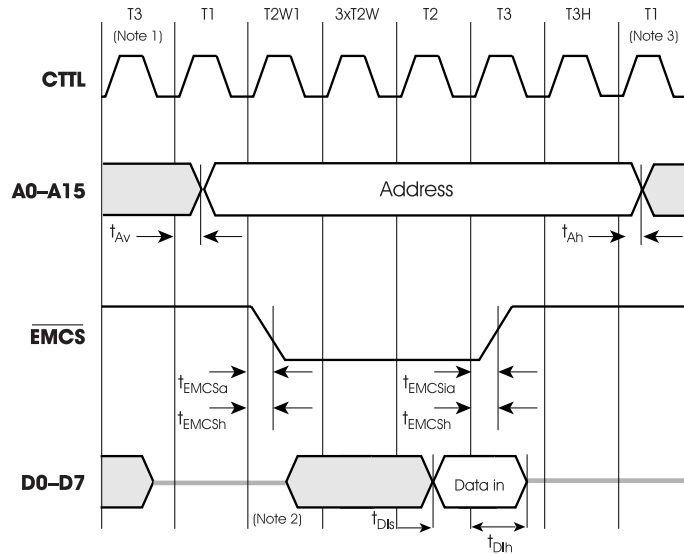 T3 T1 T2W1 3xT2W T2 T3 T3H T1
(Note 1) (Note 3)
CTTL
A0–A15 Address
tAv tAh
EMCS
tEMCSa tEMCSia
tEMCSh tEMCSh
D0–D7 Data in
(Note 2) tDIs
tDIh